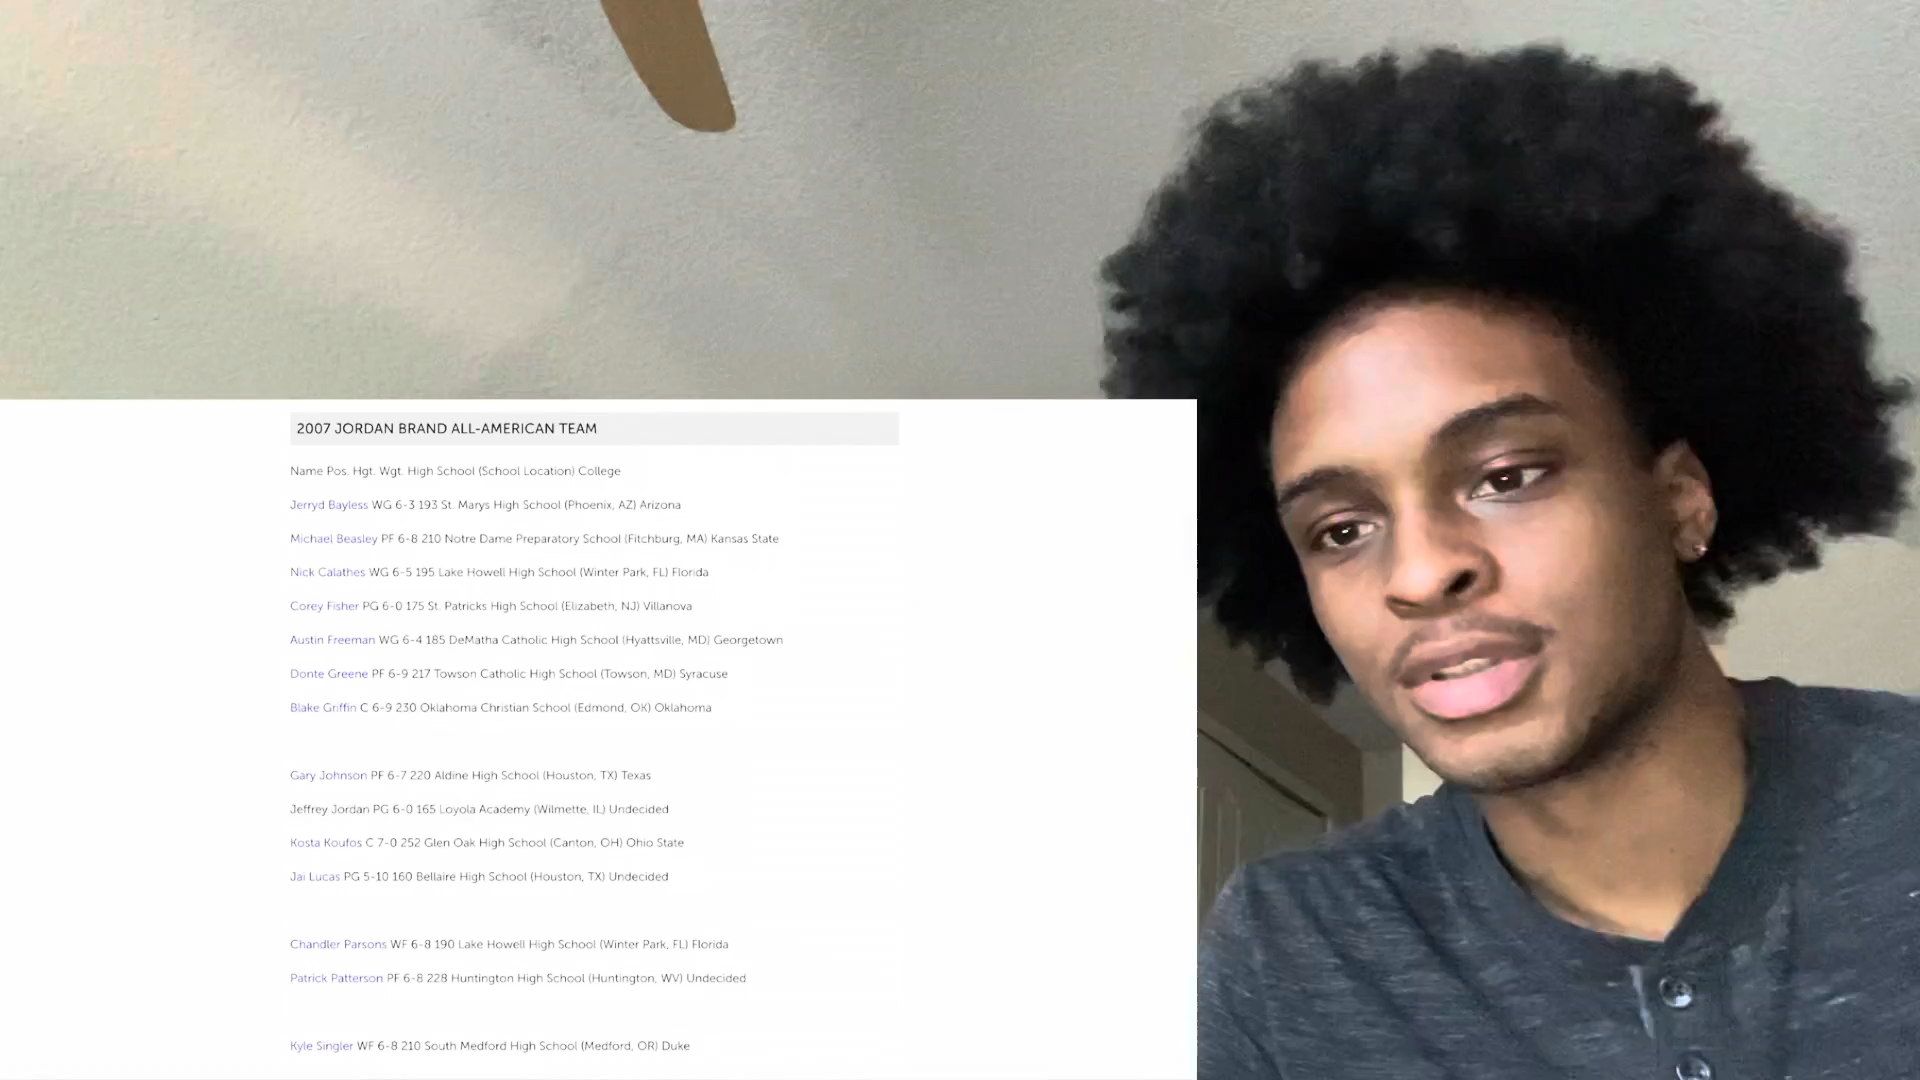 2007 JORDAN BRAND ALL-AMERICAN TEAM
Name Pos. Hgt. Wgt. High School (School Location) College
Jerryd Bayless WG 6-3 193 St. Marys High School (Phoenix, AZ) Arizona
Michael Beasley PF 6-8 210 Notre Dame Preparatory School (Fitchburg, MA) Kansas State
Nick Calathes WG 6-5 195 Lake Howell High School (Winter Park, FL) Florida
Corey Fisher PG 6-0 175 St. Patricks High School (Elizabeth, NJ) Villanova
Austin Freeman WG 6-4 185 DeMatha Catholic High School (Hyattsville, MD) Georgetown
Donte Greene PF 6-9 217 Towson Catholic High School (Towson, MD) Syracuse
Blake Griffin C 6-9 230 Oklahoma Christian School (Edmond, OK) Oklahoma
Gary Johnson PF 6-7 220 Aldine High School (Houston, TX) Texas
Jeffrey Jordan PG 6-0 165 Loyola Academy (Wilmette, IL) Undecided
Kosta Koufos C 7-0 252 Glen Oak High School (Canton, OH) Ohio State
Jai Lucas PG 5-10 160 Bellaire High School (Houston, TX) Undecided
Chandler Parsons WF 6-8 190 Lake Howell High School (Winter Park, FL) Florida
Patrick Patterson PF 6-8 228 Huntington High School (Huntington, WV) Undecided
Kyle Singler WF 6-8 210 South Medford High School (Medford, OR) Duke